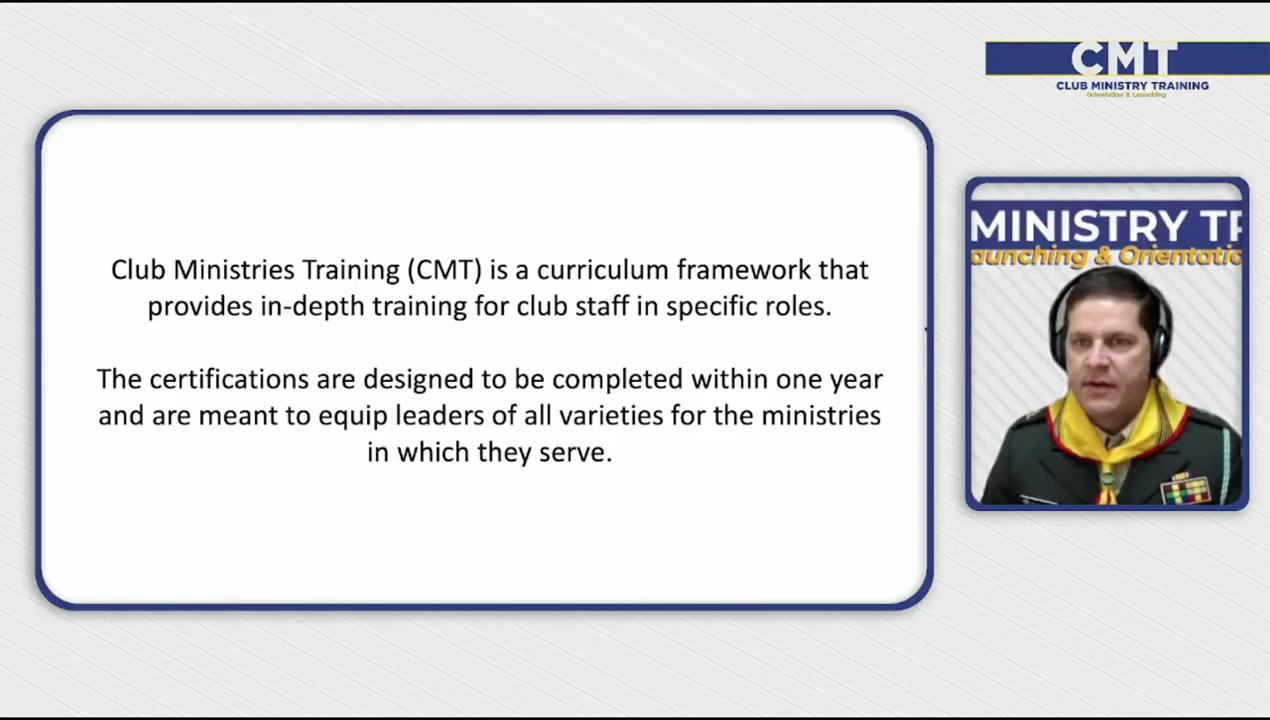 CMT
CLUB MINISTRY TRAINING
Orientation & Launching
Club Ministries Training (CMT) is a curriculum framework that
provides in-depth training for club staff in specific roles.
The certifications are designed to be completed within one year
and are meant to equip leaders of all varieties for the ministries
in which they serve.
MINISTRY TR
aunching & Orientatio